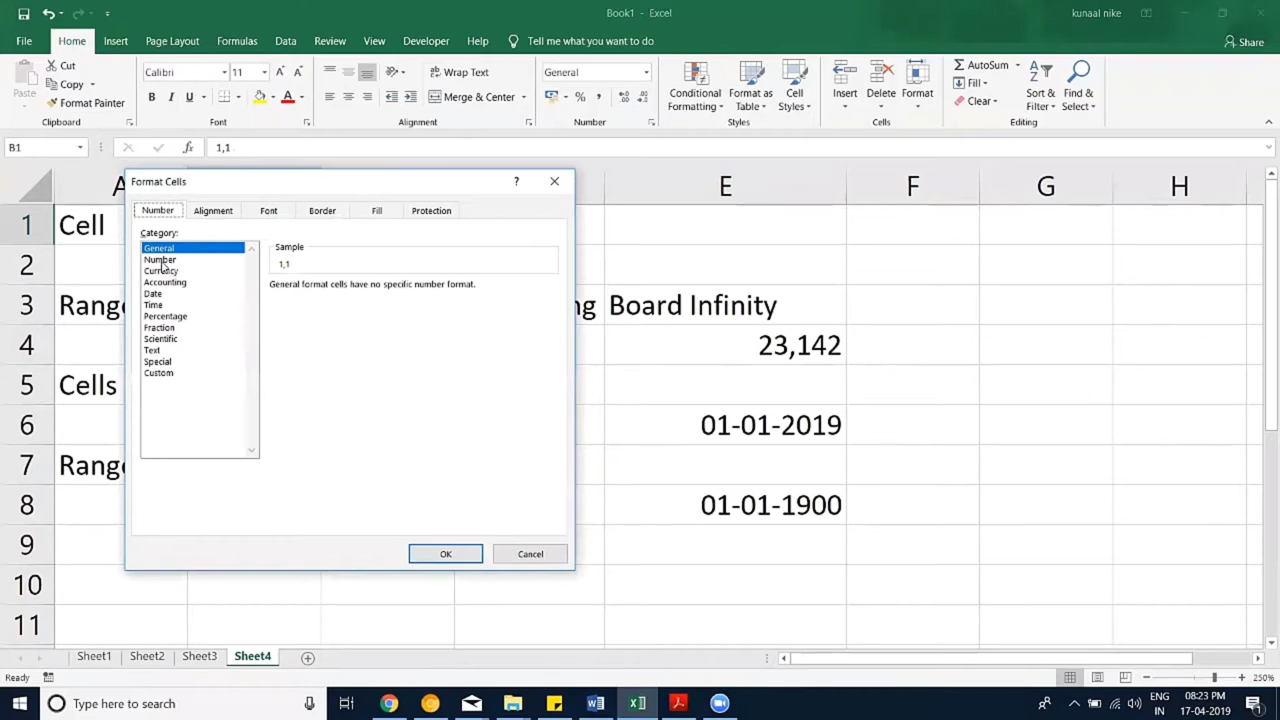 Book1 - Excel
kunaal nike
File Home Insert Page Layout Formulas Data Review View Developer Help Tell me what you want to do Share
Paste
Cut
Copy
Format Painter
Clipboard
Calibri 11
B I U
Font
Wrap Text
Merge & Center
Alignment
General
%
Number
Conditional Formatting
Format as Table
Cell Styles
Styles
Insert Delete Format
Cells
AutoSum
Fill
Clear
Sort & Filter
Find & Select
Editing
B1 fx 1,1
A E F G H
1 Cell
2
3 Range Board Infinity
4 23,142
5 Cells
6 01-01-2019
7 Range
8 01-01-1900
9
10
11
Format Cells ?
Number Alignment Font Border Fill Protection
Category:
General
Number
Currency
Accounting
Date
Time
Percentage
Fraction
Scientific
Text
Special
Custom
Sample
1,1
General format cells have no specific number format.
OK Cancel
Sheet1 Sheet2 Sheet3 Sheet4
Ready 250%
Type here to search
ENG
IN
08:23 PM
17-04-2019